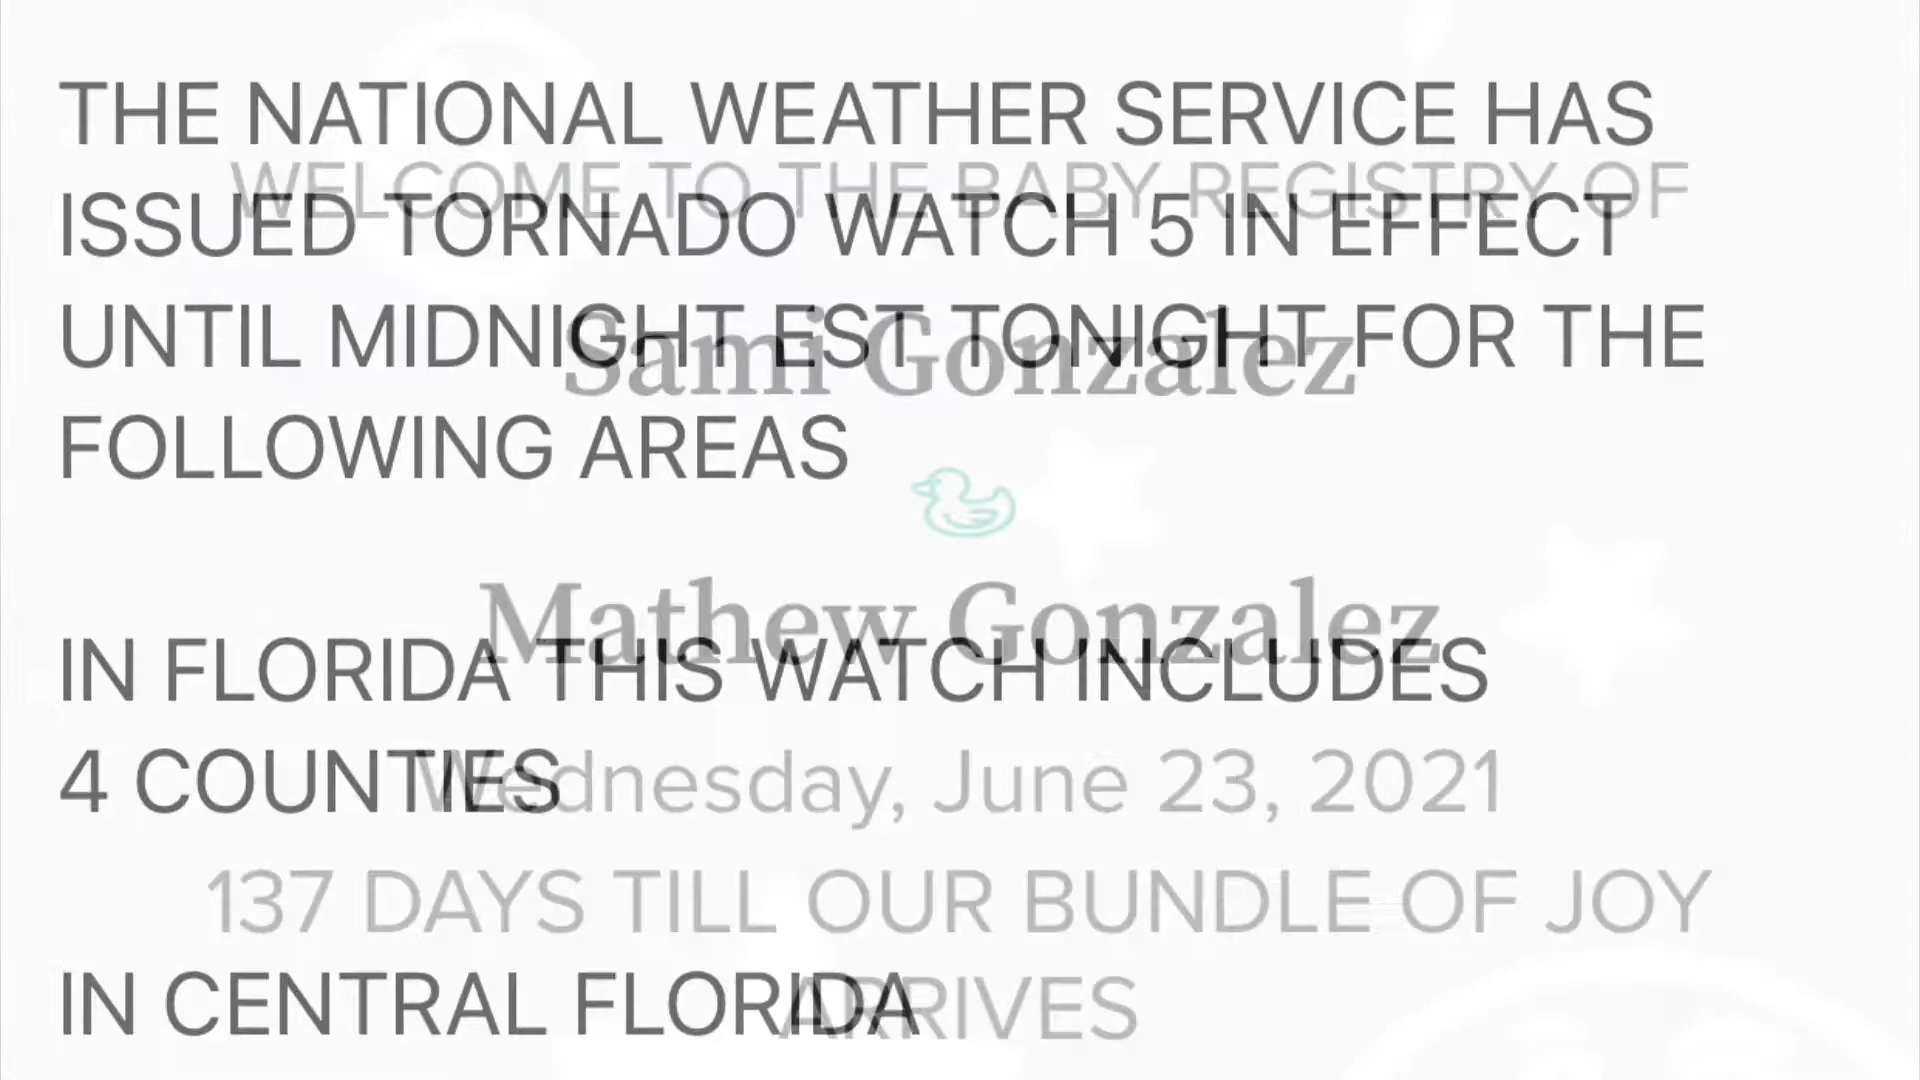 THE NATIONAL WEATHER SERVICE HAS
WELCOME TO THE BABY REGISTRY OF
ISSUED TORNADO WATCH 5 IN EFFECT
UNTIL MIDNIGHT EST TONIGHT FOR THE
Sami Gonzalez
FOLLOWING AREAS
Mathew Gonzalez
IN FLORIDA THIS WATCH INCLUDES
4 COUNTIES
Wednesday, June 23, 2021
137 DAYS TILL OUR BUNDLE OF JOY
IN CENTRAL FLORIDA
ARRIVES